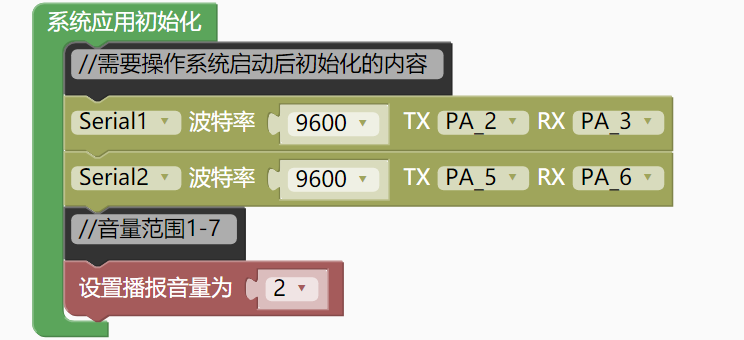 系统应用初始化
//需要操作系统启动后初始化的内容
Serial1 波特率 9600 TX PA_2 RX PA_3
Serial2 波特率 9600 TX PA_5 RX PA_6
//音量范围1-7
设置播报音量为 2